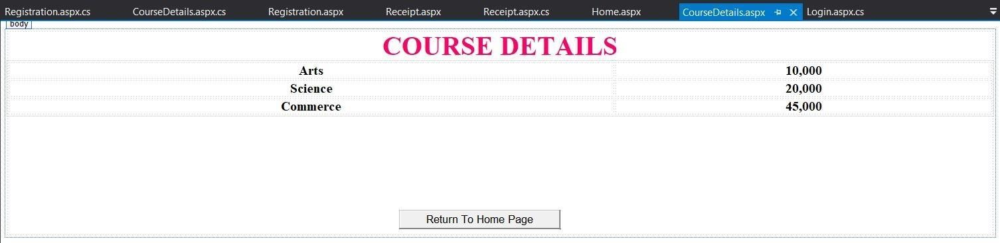 Registration.aspx.cs CourseDetails.aspx.cs Registration.aspx Receipt.aspx Receipt.aspx.cs Home.aspx CourseDetails.aspx Login.aspx.cs
body
COURSE DETAILS
Arts 10,000
Science 20,000
Commerce 45,000
Return To Home Page